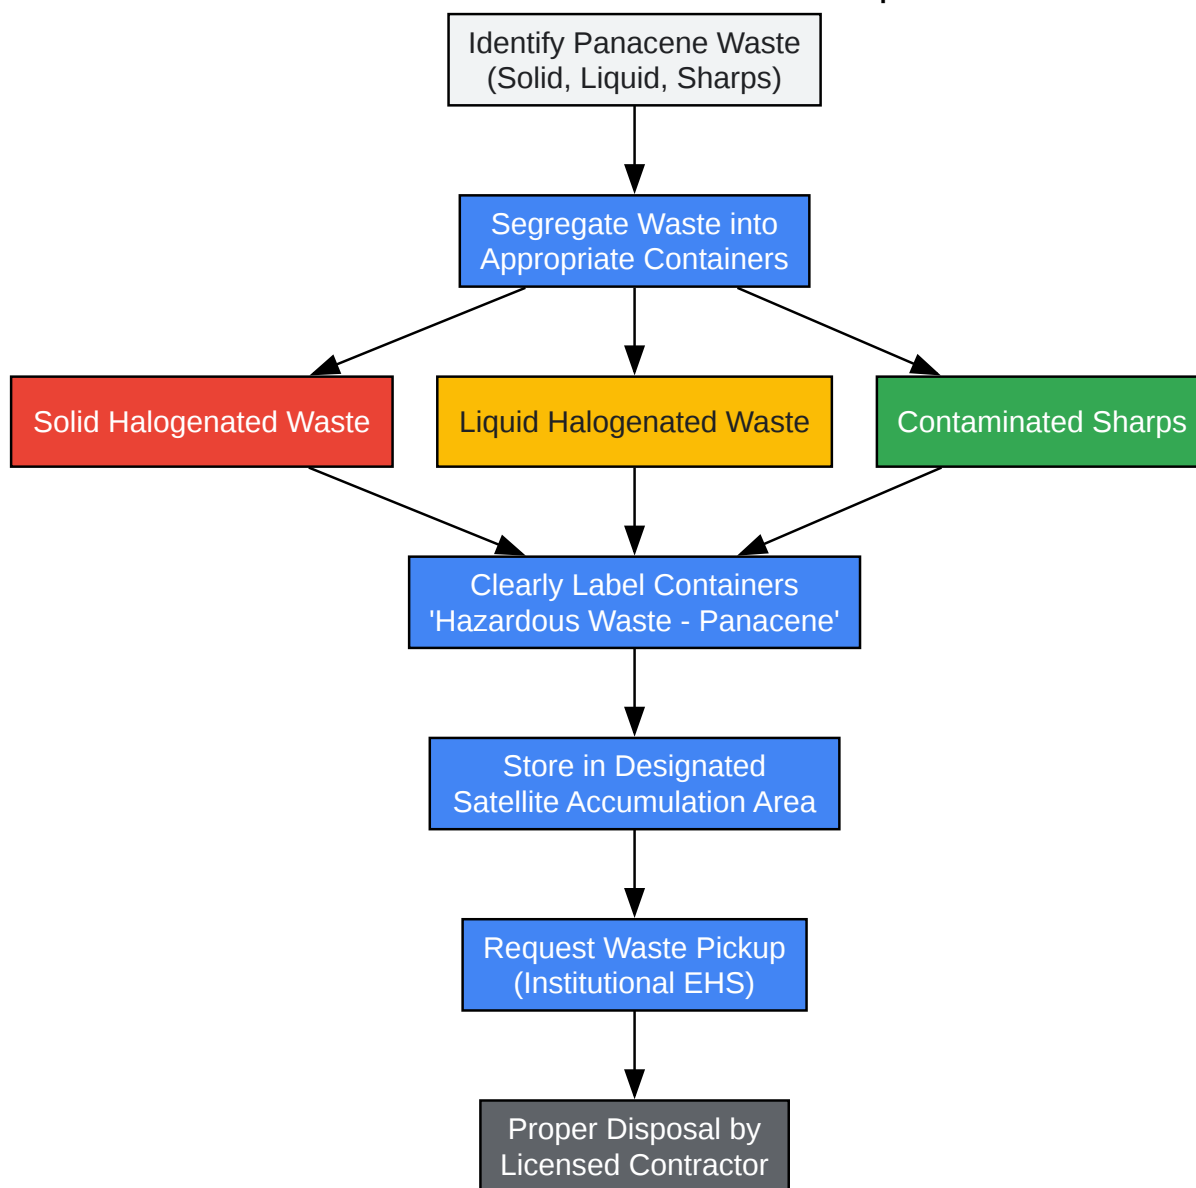 Identify Panacene Waste
(Solid, Liquid, Sharps)
Segregate Waste into
Appropriate Containers
Solid Halogenated Waste
Liquid Halogenated Waste
Contaminated Sharps
Clearly Label Containers
'Hazardous Waste - Panacene'
Store in Designated
Satellite Accumulation Area
Request Waste Pickup
(Institutional EHS)
Proper Disposal by
Licensed Contractor